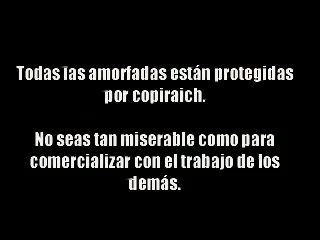 Todas las amorfadas están protegidas
por copiraich.
No seas tan miserable como para
comercializar con el trabajo de los
demás.